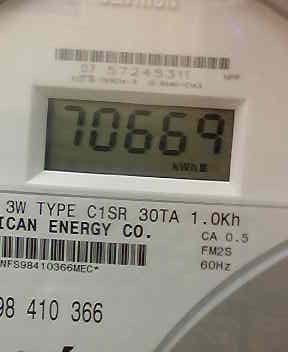 07 57245311
70669
kWh
3W TYPE C1SR 30TA 1.0Kh
ICAN ENERGY CO.
CA 0.5
FM2S
60Hz
NFS98410366MEC*
98 410 366